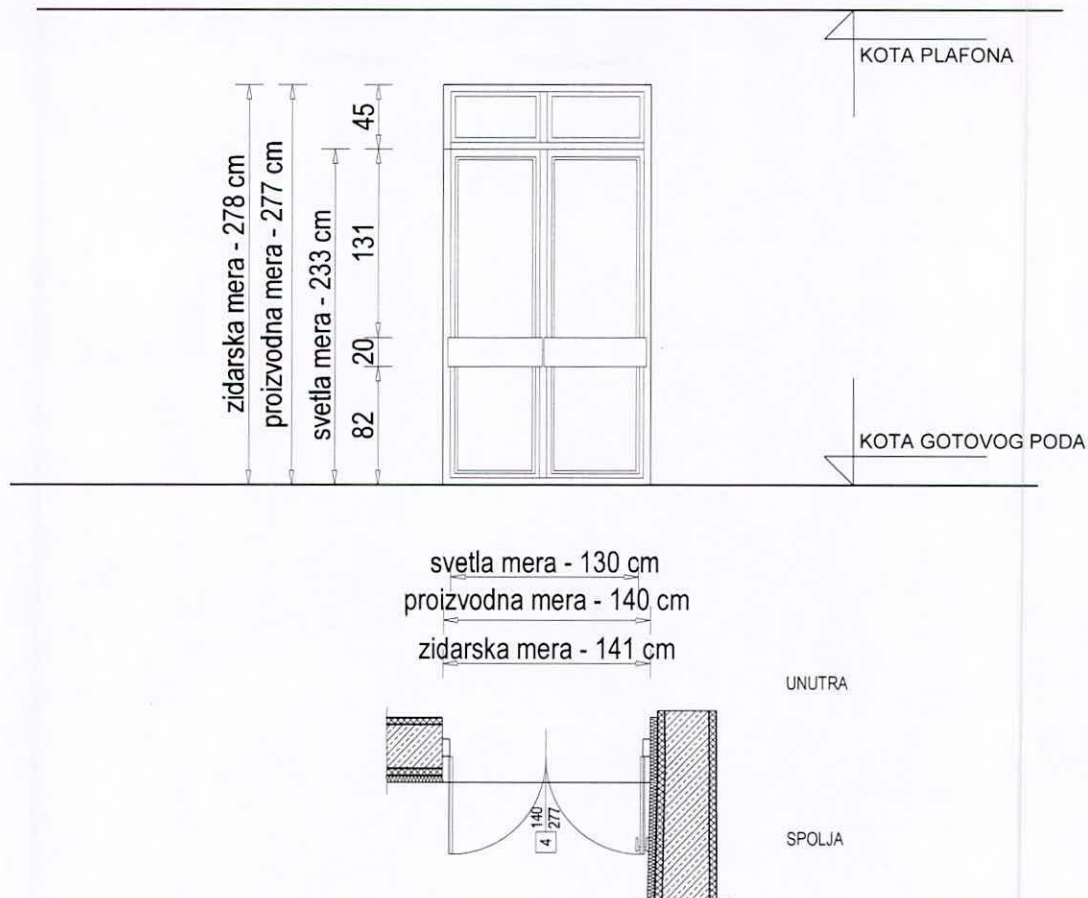 KOTA PLAFONA
zidarska mera - 278 cm
proizvodna mera - 277 cm
svetla mera - 233 cm
45
131
20
82
KOTA GOTOVOG PODA
svetla mera - 130 cm
proizvodna mera - 140 cm
zidarska mera - 141 cm
UNUTRA
140
277
4
SPOLJA